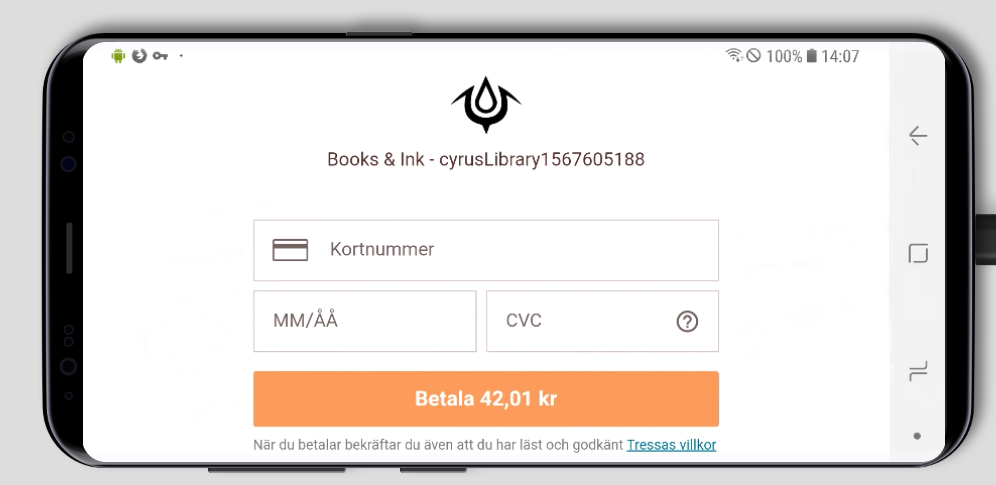 100% 14:07
Books & Ink - cyrusLibrary1567605188
Kortnummer
MM/ÅÅ
CVC
Betala 42,01 kr
När du betalar bekräftar du även att du har läst och godkänt Tressas villkor